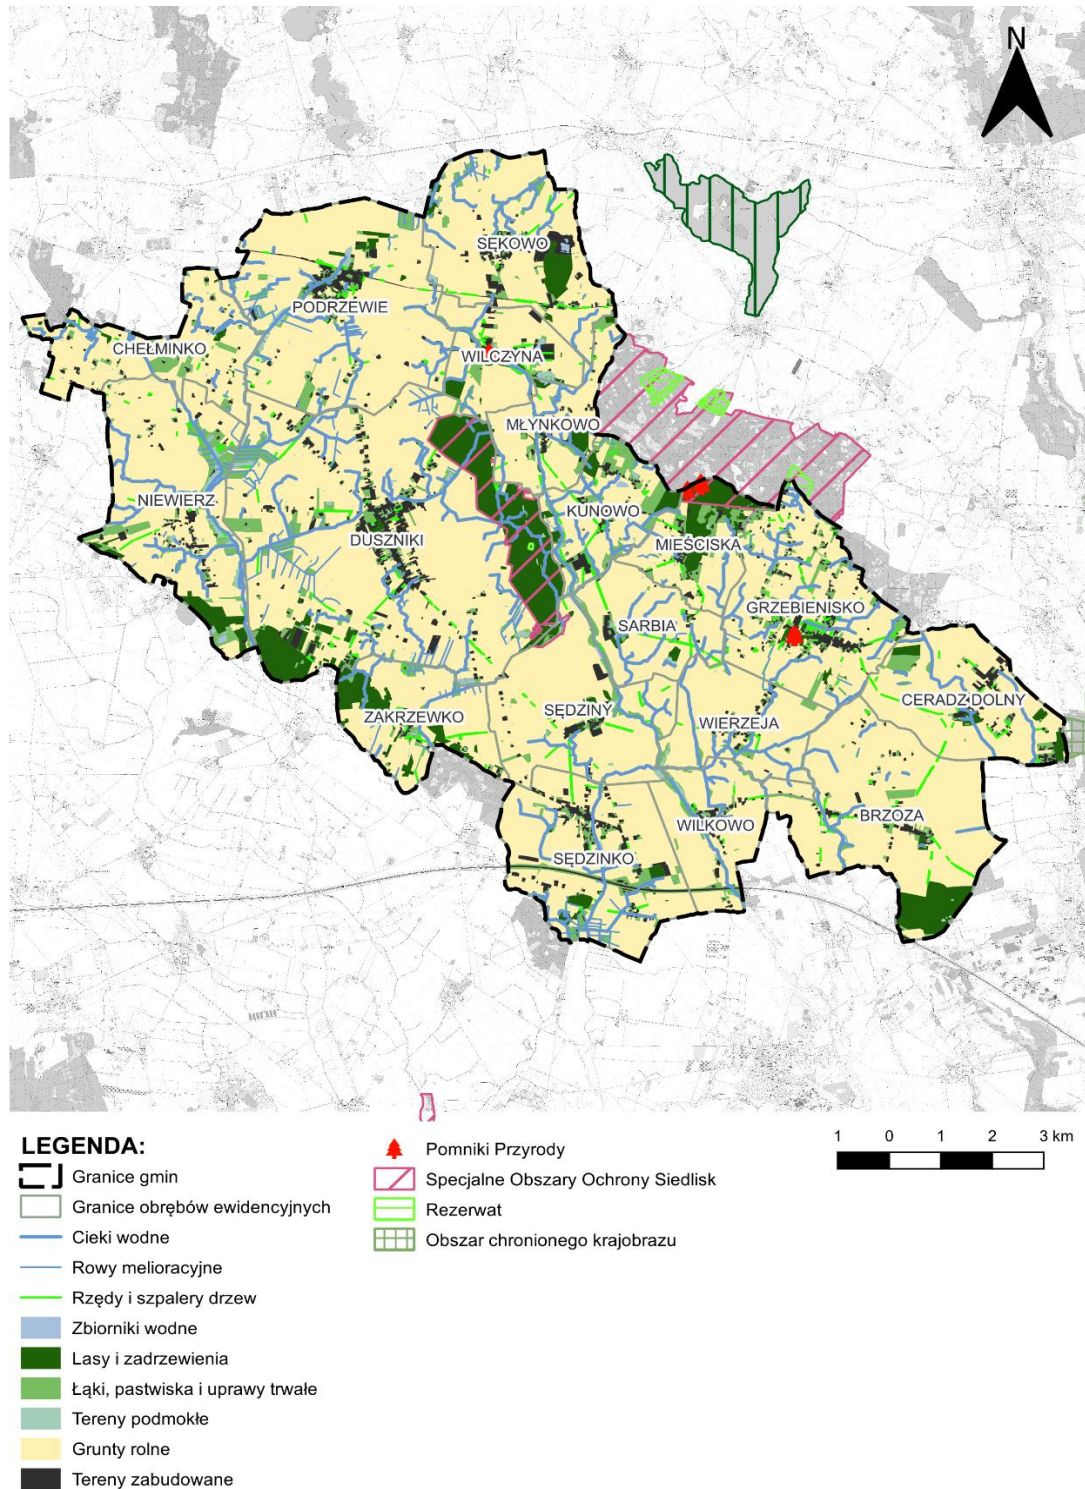 N
SĘKOWO
PODRZEWIE
CHEŁMINKO
WILCZYNA
MŁYNKOWO
NIEWIERZ
KUNOWO
DUSZNIKI
MIEŚCISKA
GRZEBIENISKO
SARBIA
CERADZ DOLNY
ZAKRZEWKO
SĘDZINY
WIERZEJA
BRZOZA
WILKOWO
SĘDZINKO
LEGENDA:
Granice gmin
Granice obrębów ewidencyjnych
Cieki wodne
Rowy melioracyjne
Rzędy i szpalery drzew
Zbiorniki wodne
Lasy i zadrzewienia
Łąki, pastwiska i uprawy trwałe
Tereny podmokłe
Grunty rolne
Tereny zabudowane
Pomniki Przyrody
Specjalne Obszary Ochrony Siedlisk
Rezerwat
Obszar chronionego krajobrazu
1 0 1 2 3 km